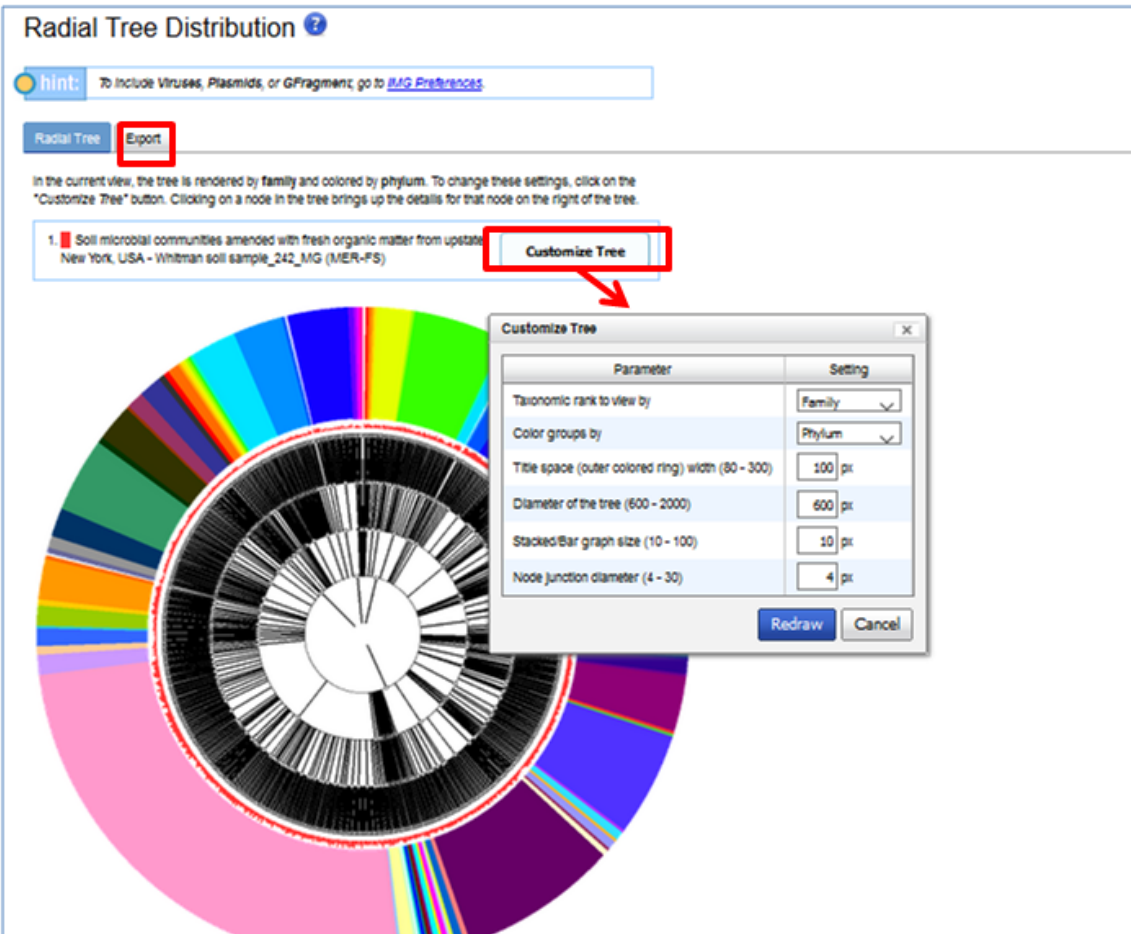 Radial Tree Distribution ?
hint: To include Viruses, Plasmids, or GFragment, go to IMG Preferences.
Radial Tree Export
In the current view, the tree is rendered by family and colored by phylum. To change these settings, click on the
"Customize Tree" button. Clicking on a node in the tree brings up the details for that node on the right of the tree.
1. Soil microbial communities amended with fresh organic matter from upstate
New York, USA - Whitman soil sample_242_MG (MER-FS)
Customize Tree
Customize Tree x
Parameter Setting
Taxonomic rank to view by Family
Color groups by Phylum
Title space (outer colored ring) width (80 - 300) 100 px
Diameter of the tree (600 - 2000) 600 px
Stacked/Bar graph size (10 - 100) 10 px
Node junction diameter (4 - 30) 4 px
Redraw Cancel